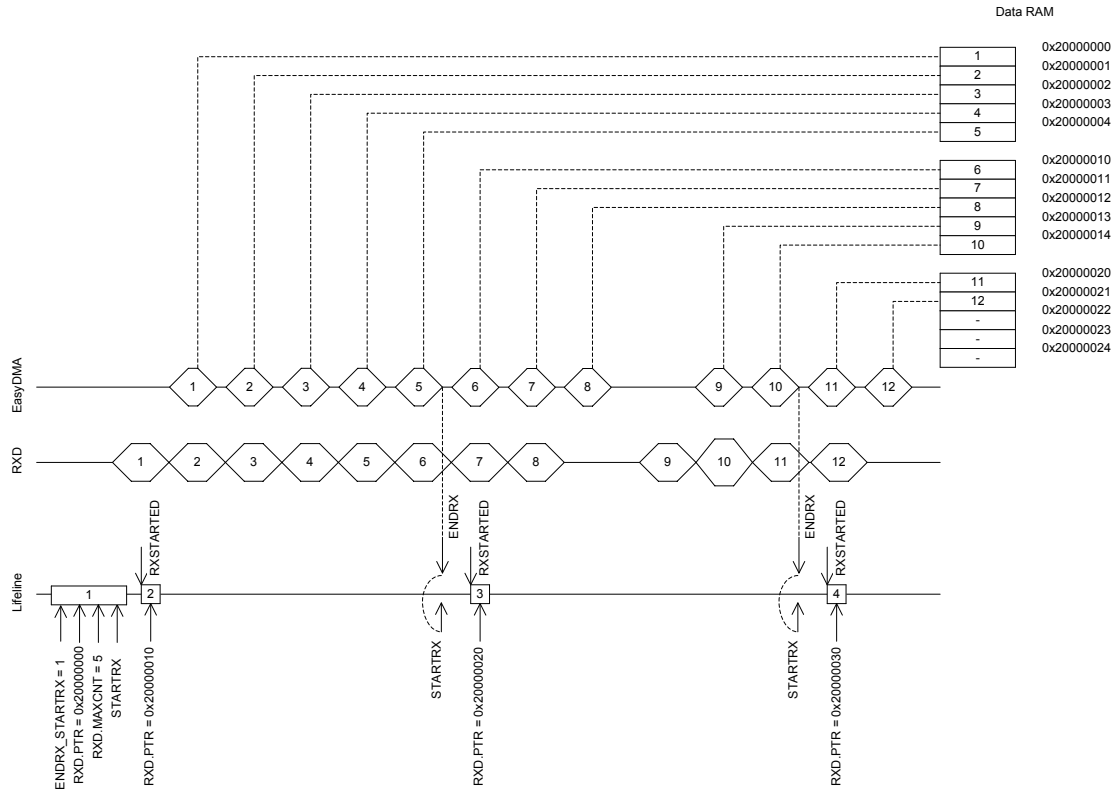 Data RAM
1 0x20000000
2 0x20000001
3 0x20000002
4 0x20000003
5 0x20000004
6 0x20000010
7 0x20000011
8 0x20000012
9 0x20000013
10 0x20000014
11 0x20000020
12 0x20000021
- 0x20000022
- 0x20000023
- 0x20000024
EasyDMA
1 2 3 4 5 6 7 8 9 10 11 12
RXD
1 2 3 4 5 6 7 8 9 10 11 12
RXSTARTED
ENDRX
RXSTARTED
ENDRX
RXSTARTED
Lifeline
1 2 3 4
ENDRX_STARTRX = 1
RXD.PTR = 0x20000000
RXD.MAXCNT = 5
STARTRX
RXD.PTR = 0x20000010
STARTRX
RXD.PTR = 0x20000020
STARTRX
RXD.PTR = 0x20000030